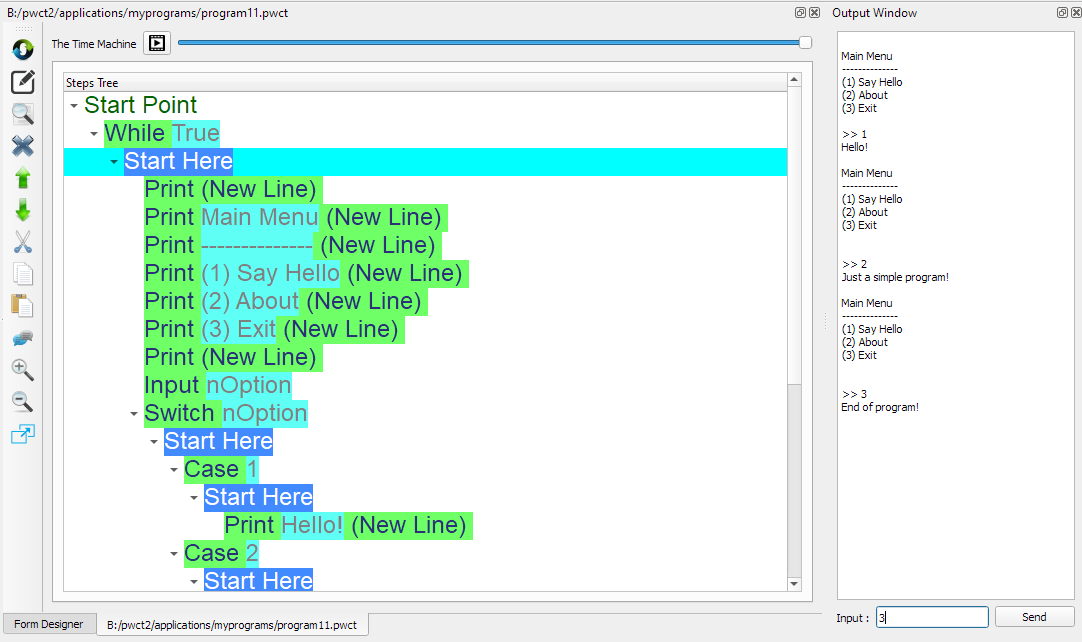 B:/pwct2/applications/myprograms/program11.pwct
The Time Machine
Steps Tree
Start Point
While True
Start Here
Print (New Line)
Print Main Menu (New Line)
Print -------------- (New Line)
Print (1) Say Hello (New Line)
Print (2) About (New Line)
Print (3) Exit (New Line)
Print (New Line)
Input nOption
Switch nOption
Start Here
Case 1
Start Here
Print Hello! (New Line)
Case 2
Start Here
Form Designer
B:/pwct2/applications/myprograms/program11.pwct
Output Window
Main Menu
--------------
(1) Say Hello
(2) About
(3) Exit
>> 1
Hello!
Main Menu
--------------
(1) Say Hello
(2) About
(3) Exit
>> 2
Just a simple program!
Main Menu
--------------
(1) Say Hello
(2) About
(3) Exit
>> 3
End of program!
Input : 3 Send